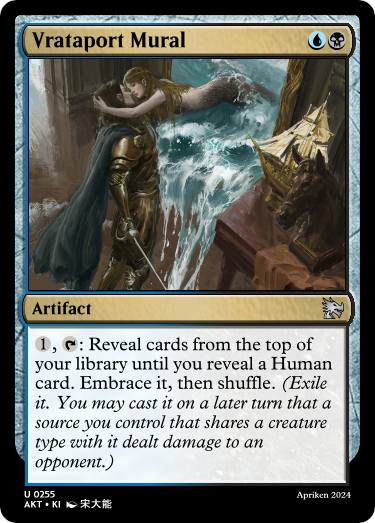 Vrataport Mural
Artifact
1, T: Reveal cards from the top of
your library until you reveal a Human
card. Embrace it, then shuffle. (Exile
it. You may cast it on a later turn that a
source you control that shares a creature
type with it dealt damage to an
opponent.)
U 0255
AKT • KI 宋大能
Apriken 2024